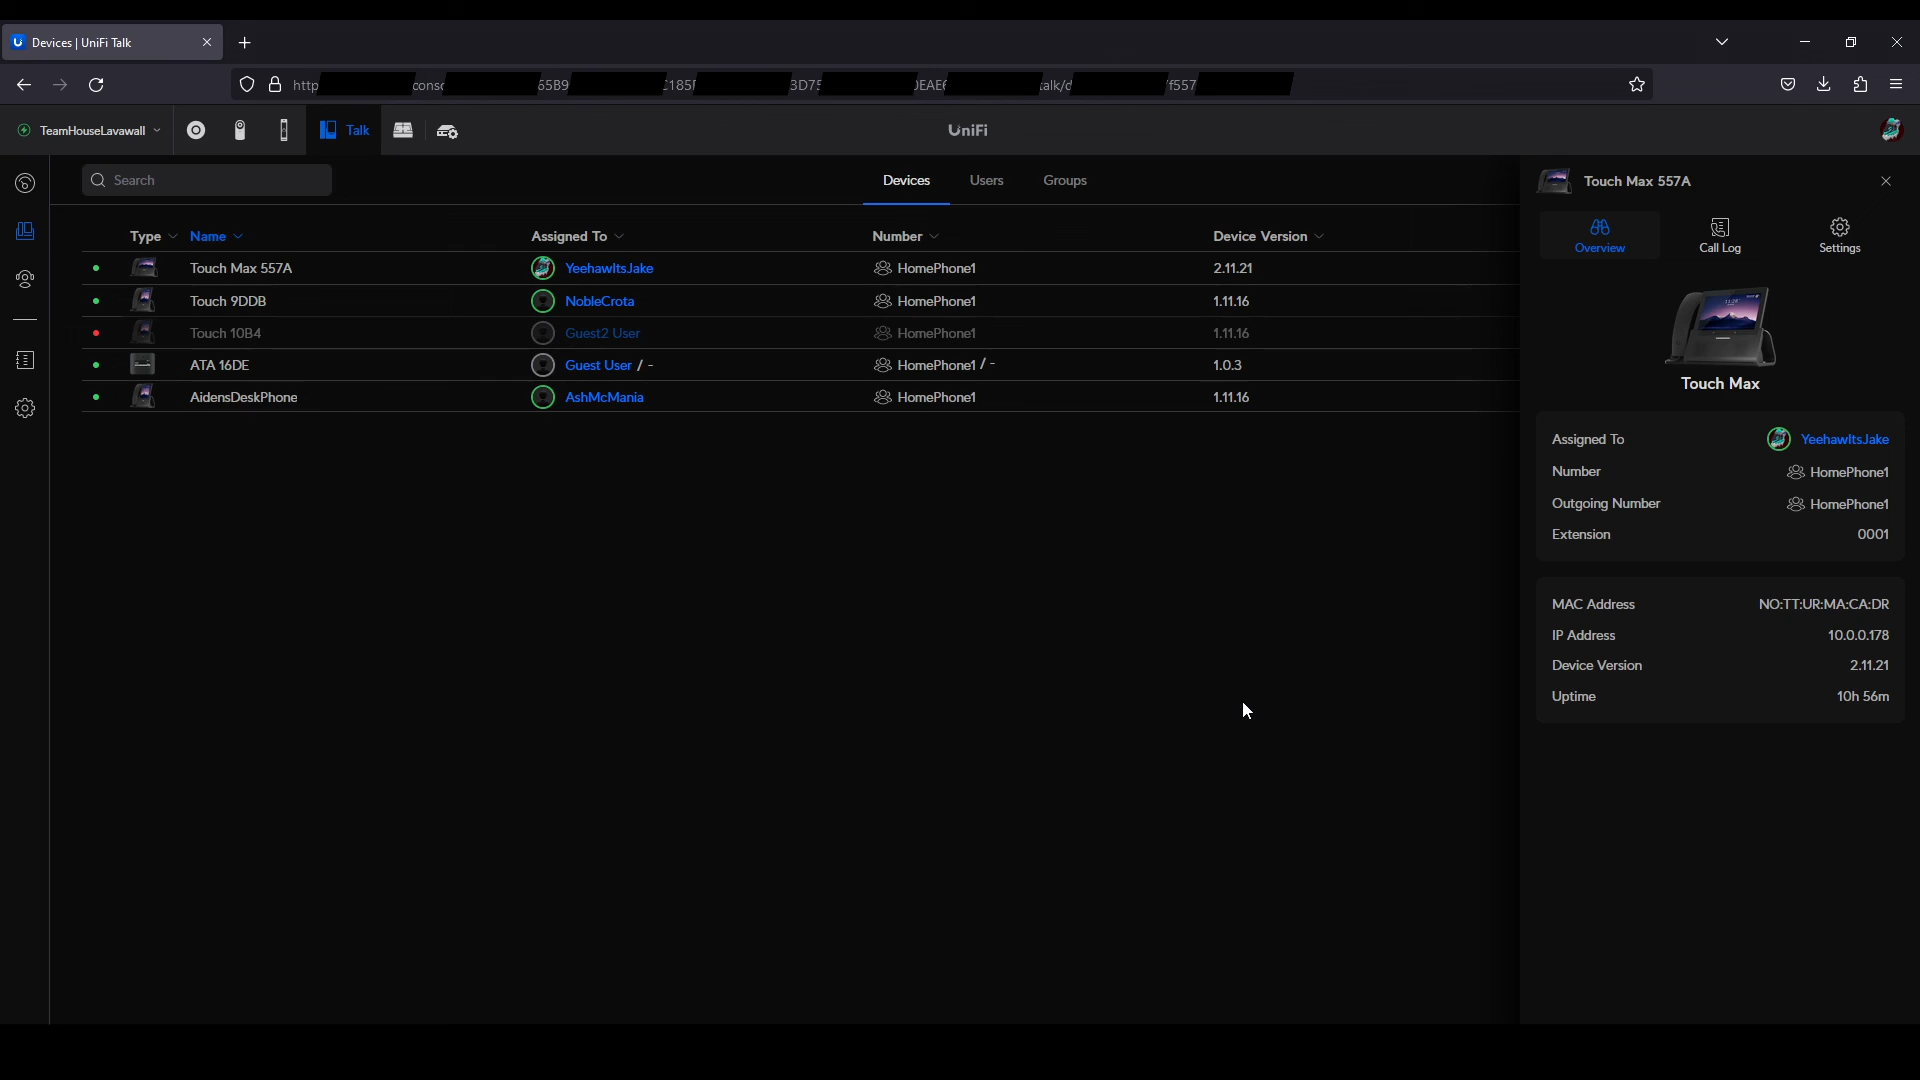 Devices | UniFi Talk
http cons 55B9 185 3D7 EAE alk/d f557
TeamHouseLavawall
Talk
UniFi
Search
Devices Users Groups
Touch Max 557A
Type Name Assigned To Number Device Version
Touch Max 557A YeehawItsJake HomePhone1 2.11.21
Touch 9DDB NobleCrota HomePhone1 1.11.16
Touch 10B4 Guest2 User HomePhone1 1.11.16
ATA 16DE Guest User / - HomePhone1 / - 1.0.3
AidensDeskPhone AshMcMania HomePhone1 1.11.16
Overview Call Log Settings
Touch Max
Assigned To YeehawItsJake
Number HomePhone1
Outgoing Number HomePhone1
Extension 0001
MAC Address NO:TT:UR:MA:CA:DR
IP Address 10.0.0.178
Device Version 2.11.21
Uptime 10h 56m